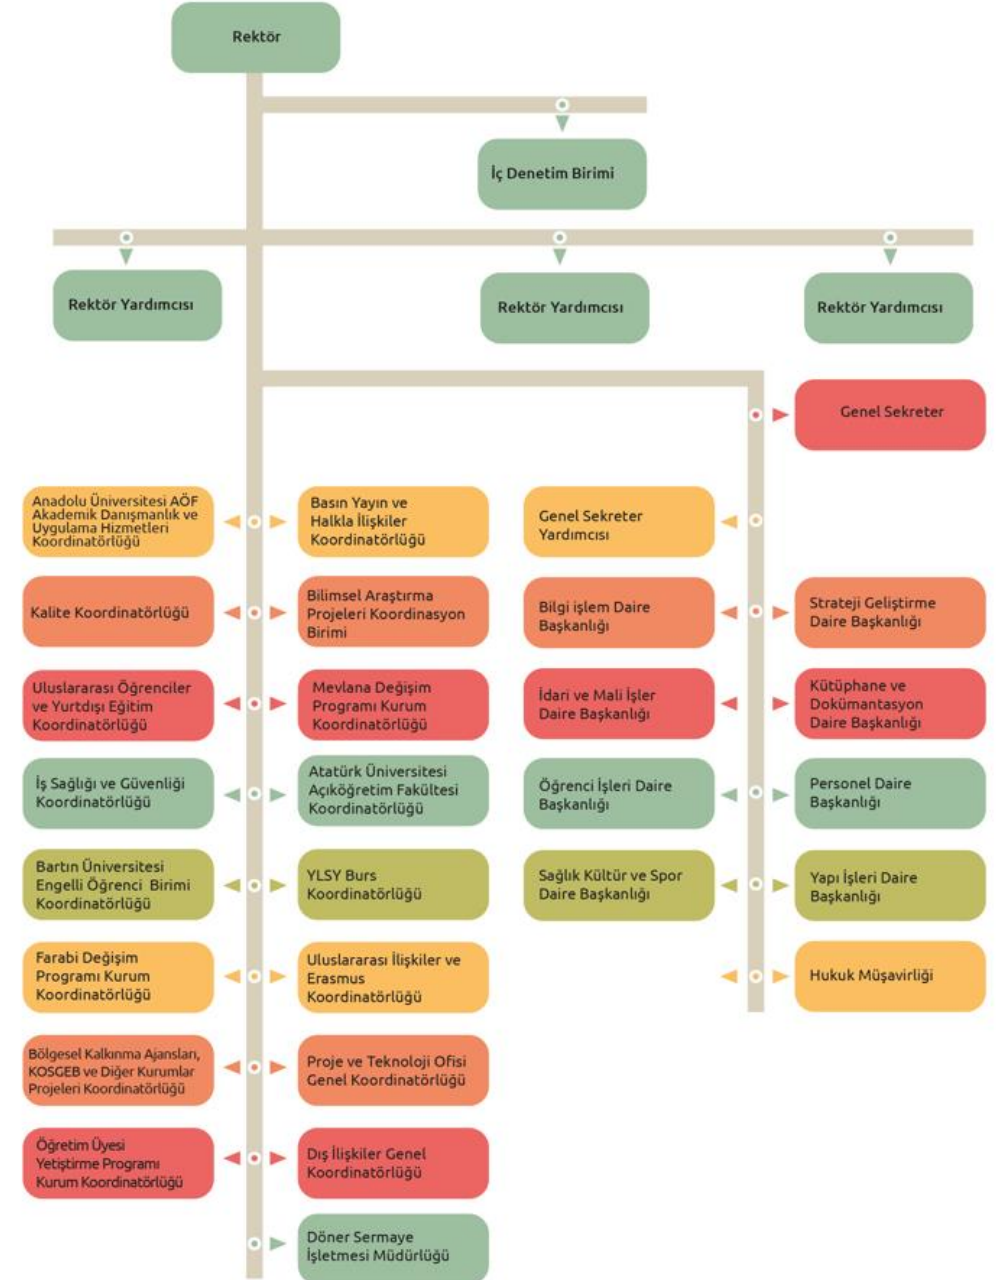 Rektör
İç Denetim Birimi
Rektör Yardımcısı
Rektör Yardımcısı
Rektör Yardımcısı
Genel Sekreter
Anadolu Üniversitesi AÖF
Akademik Danışmanlık ve
Uygulama Hizmetleri
Koordinatörlüğü
Basın Yayın ve
Halkla İlişkiler
Koordinatörlüğü
Genel Sekreter
Yardımcısı
Kalite Koordinatörlüğü
Bilimsel Araştırma
Projeleri Koordinasyon
Birimi
Bilgi işlem Daire
Başkanlığı
Strateji Geliştirme
Daire Başkanlığı
Uluslararası Öğrenciler
ve Yurtdışı Eğitim
Koordinatörlüğü
Mevlana Değişim
Programı Kurum
Koordinatörlüğü
İdari ve Mali İşler
Daire Başkanlığı
Kütüphane ve
Dokümantasyon
Daire Başkanlığı
İş Sağlığı ve Güvenliği
Koordinatörlüğü
Atatürk Üniversitesi
Açıköğretim Fakültesi
Koordinatörlüğü
Öğrenci İşleri Daire
Başkanlığı
Personel Daire
Başkanlığı
Bartın Üniversitesi
Engelli Öğrenci Birimi
Koordinatörlüğü
YLSY Burs
Koordinatörlüğü
Sağlık Kültür ve Spor
Daire Başkanlığı
Yapı İşleri Daire
Başkanlığı
Farabi Değişim
Programı Kurum
Koordinatörlüğü
Uluslararası İlişkiler ve
Erasmus
Koordinatörlüğü
Hukuk Müşavirliği
Bölgesel Kalkınma Ajansları,
KOSGEB ve Diğer Kurumlar
Projeleri Koordinatörlüğü
Proje ve Teknoloji Ofisi
Genel Koordinatörlüğü
Öğretim Üyesi
Yetiştirme Programı
Kurum Koordinatörlüğü
Dış İlişkiler Genel
Koordinatörlüğü
Döner Sermaye
İşletmesi Müdürlüğü